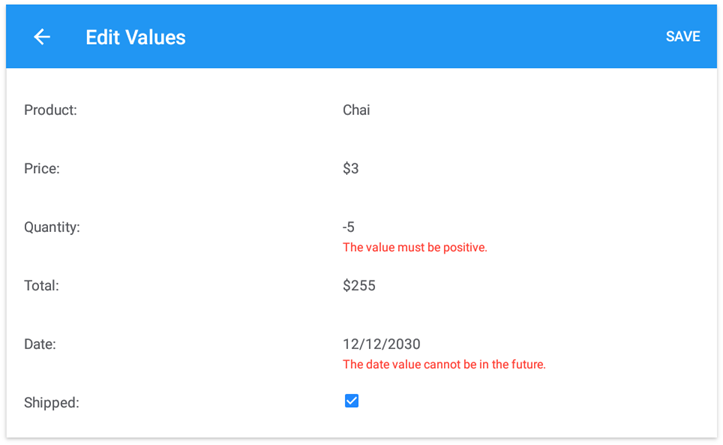 Edit Values SAVE
Product: Chai
Price: $3
Quantity: -5
The value must be positive.
Total: $255
Date: 12/12/2030
The date value cannot be in the future.
Shipped: